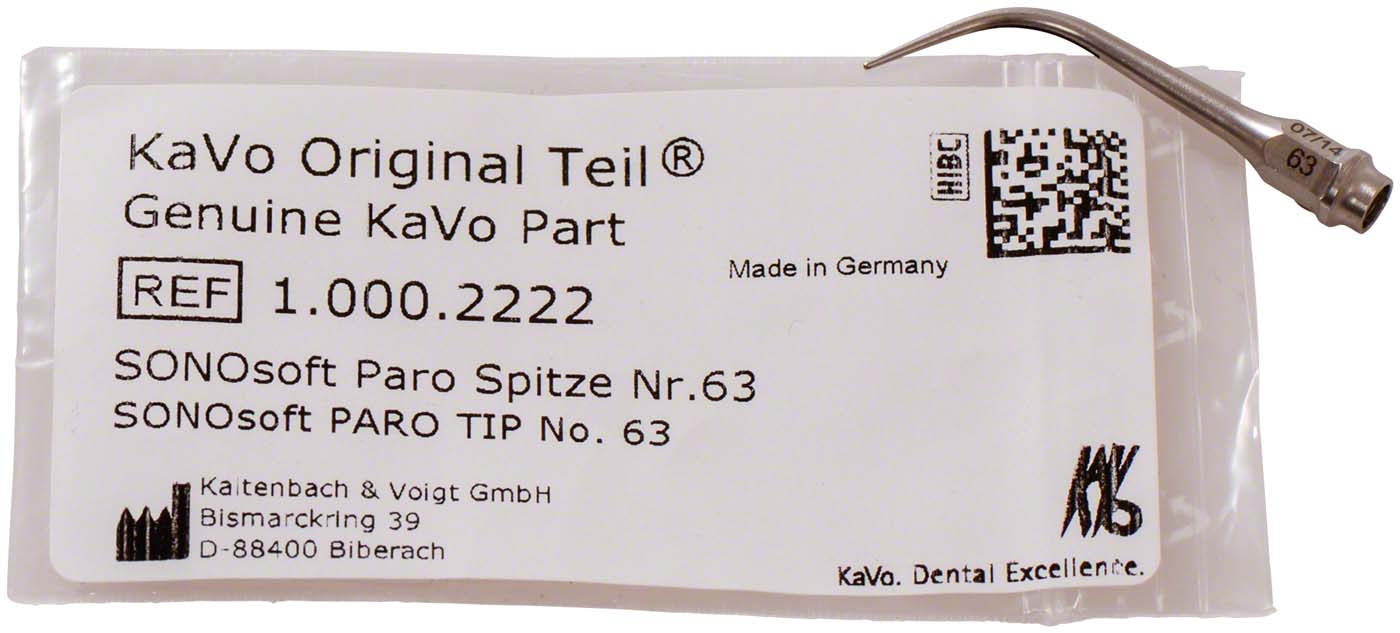 KaVo Original Teil®
Genuine KaVo Part
REF 1.000.2222
Made in Germany
HIBC
07/14
63
SONOsoft Paro Spitze Nr.63
SONOsoft PARO TIP No. 63
Kaltenbach & Voigt GmbH
Bismarckring 39
D-88400 Biberach
KaVo
KaVo. Dental Excellence.